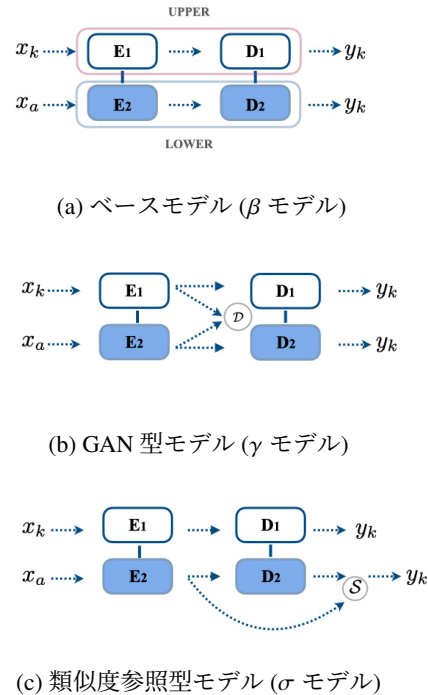 UPPER
x_k E1 D1 y_k
x_a E2 D2 y_k
LOWER
(a) ベースモデル (β モデル)
x_k E1 D1 y_k
𝒟
x_a E2 D2 y_k
(b) GAN 型モデル (γ モデル)
x_k E1 D1 y_k
x_a E2 D2 S y_k
(c) 類似度参照型モデル (σ モデル)